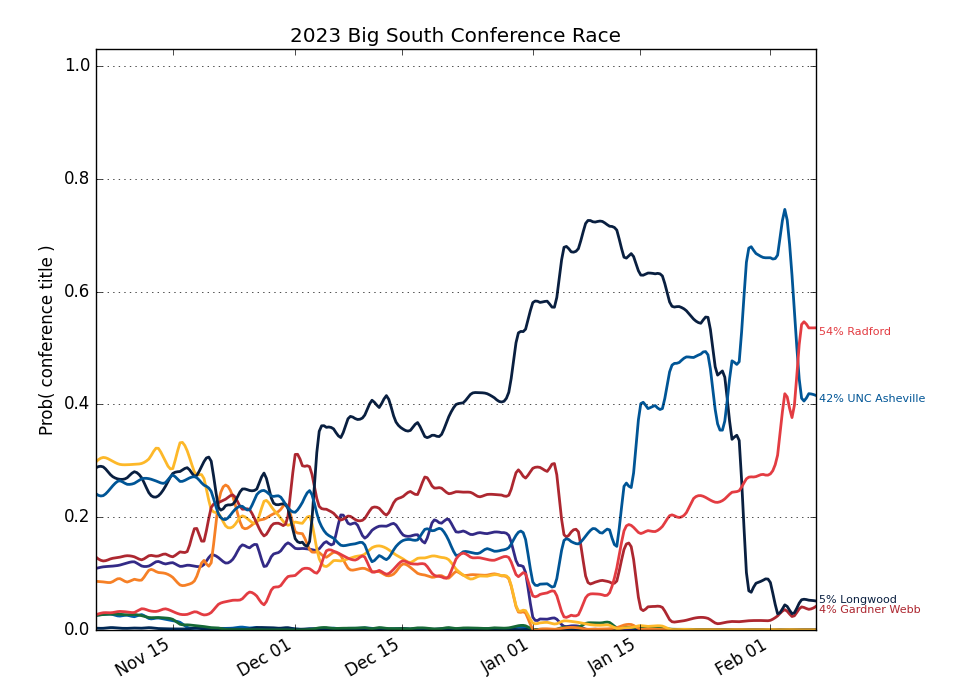 2023 Big South Conference Race
Prob( conference title )
1.0
0.8
0.6
0.4
0.2
0.0
54% Radford
42% UNC Asheville
5% Longwood
4% Gardner Webb
Nov 15
Dec 01
Dec 15
Jan 01
Jan 15
Feb 01